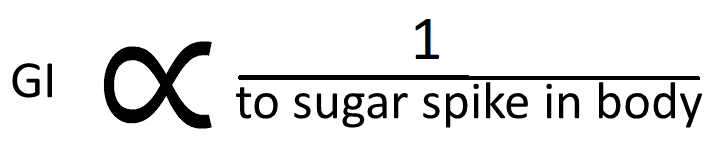 1
GI ∝
to sugar spike in body